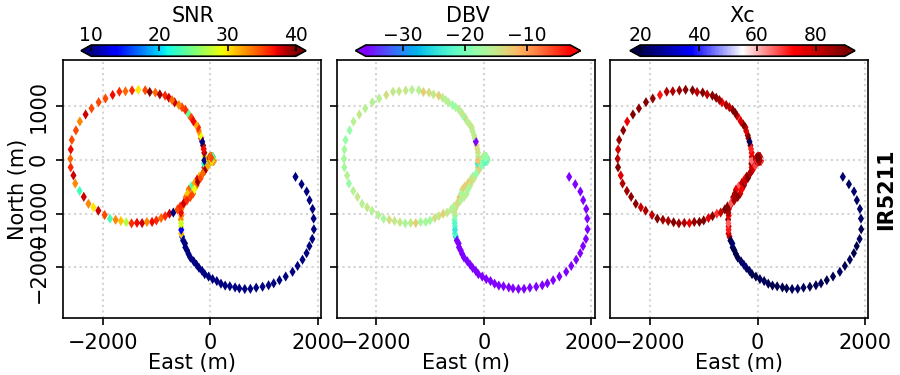 SNR DBV Xc
10 20 30 40 −30 −20 −10 20 40 60 80
North (m)
1000
0
−1000
−2000
IR5211
−2000 0 2000 −2000 0 2000 −2000 0 2000
East (m) East (m) East (m)